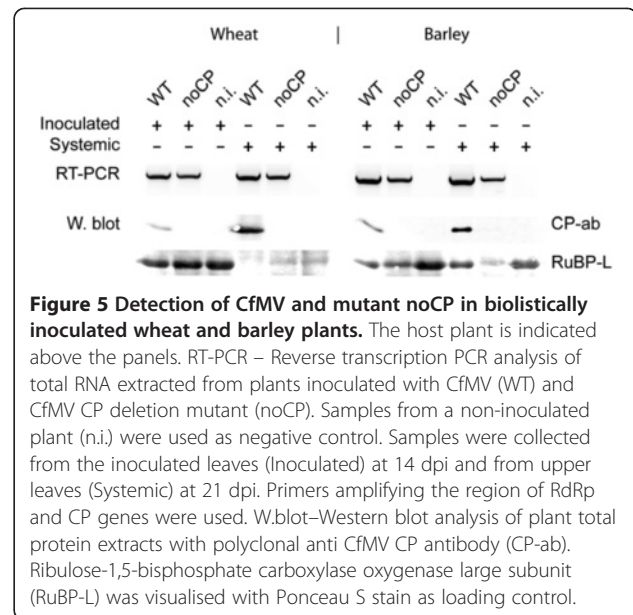 Wheat | Barley
WT noCP n.i. WT noCP n.i. WT noCP n.i. WT noCP n.i.
Inoculated + + + – – – + + + – – –
Systemic – – – + + + – – – + + +
RT-PCR
W. blot CP-ab
RuBP-L
Figure 5 Detection of CfMV and mutant noCP in biolistically
inoculated wheat and barley plants. The host plant is indicated
above the panels. RT-PCR – Reverse transcription PCR analysis of
total RNA extracted from plants inoculated with CfMV (WT) and
CfMV CP deletion mutant (noCP). Samples from a non-inoculated
plant (n.i.) were used as negative control. Samples were collected
from the inoculated leaves (Inoculated) at 14 dpi and from upper
leaves (Systemic) at 21 dpi. Primers amplifying the region of RdRp
and CP genes were used. W.blot–Western blot analysis of plant total
protein extracts with polyclonal anti CfMV CP antibody (CP-ab).
Ribulose-1,5-bisphosphate carboxylase oxygenase large subunit
(RuBP-L) was visualised with Ponceau S stain as loading control.